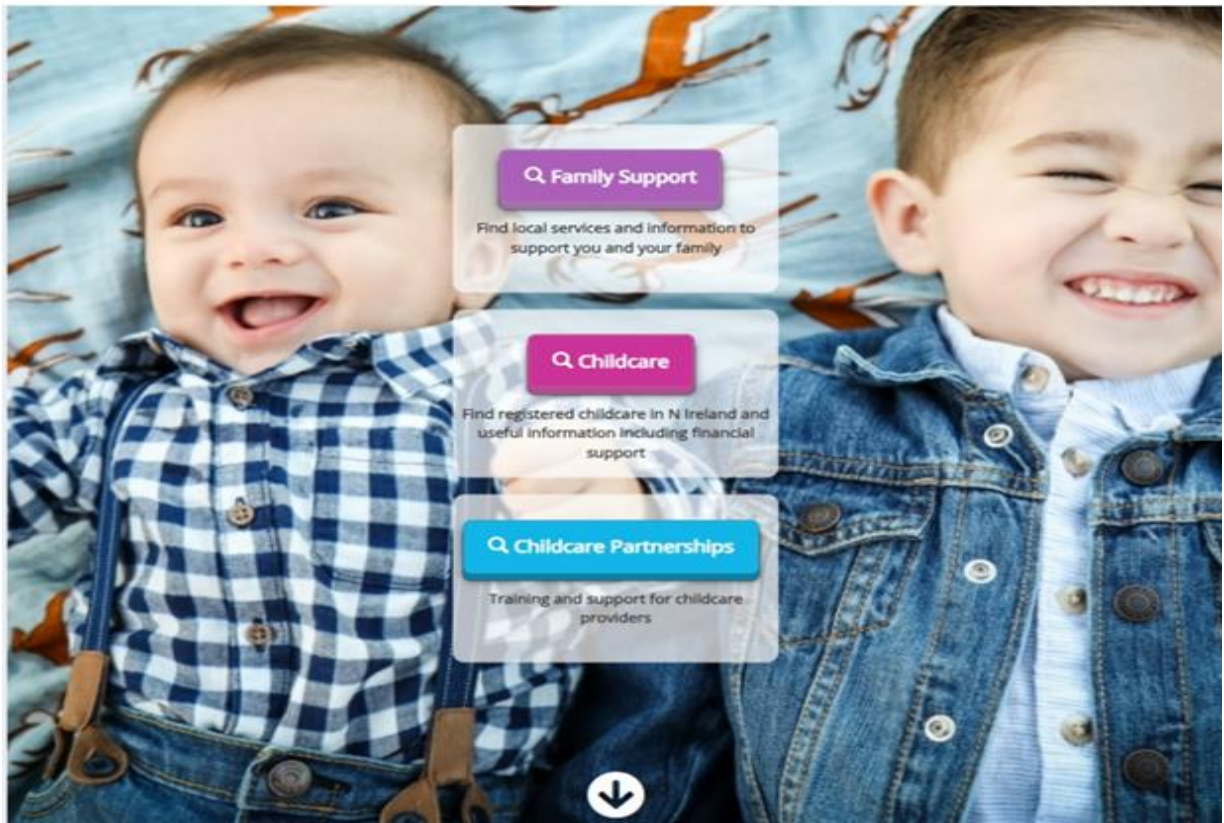 Family Support
Find local services and information to
support you and your family
Childcare
Find registered childcare in N Ireland and
useful information including financial
support
Childcare Partnerships
Training and support for childcare
providers